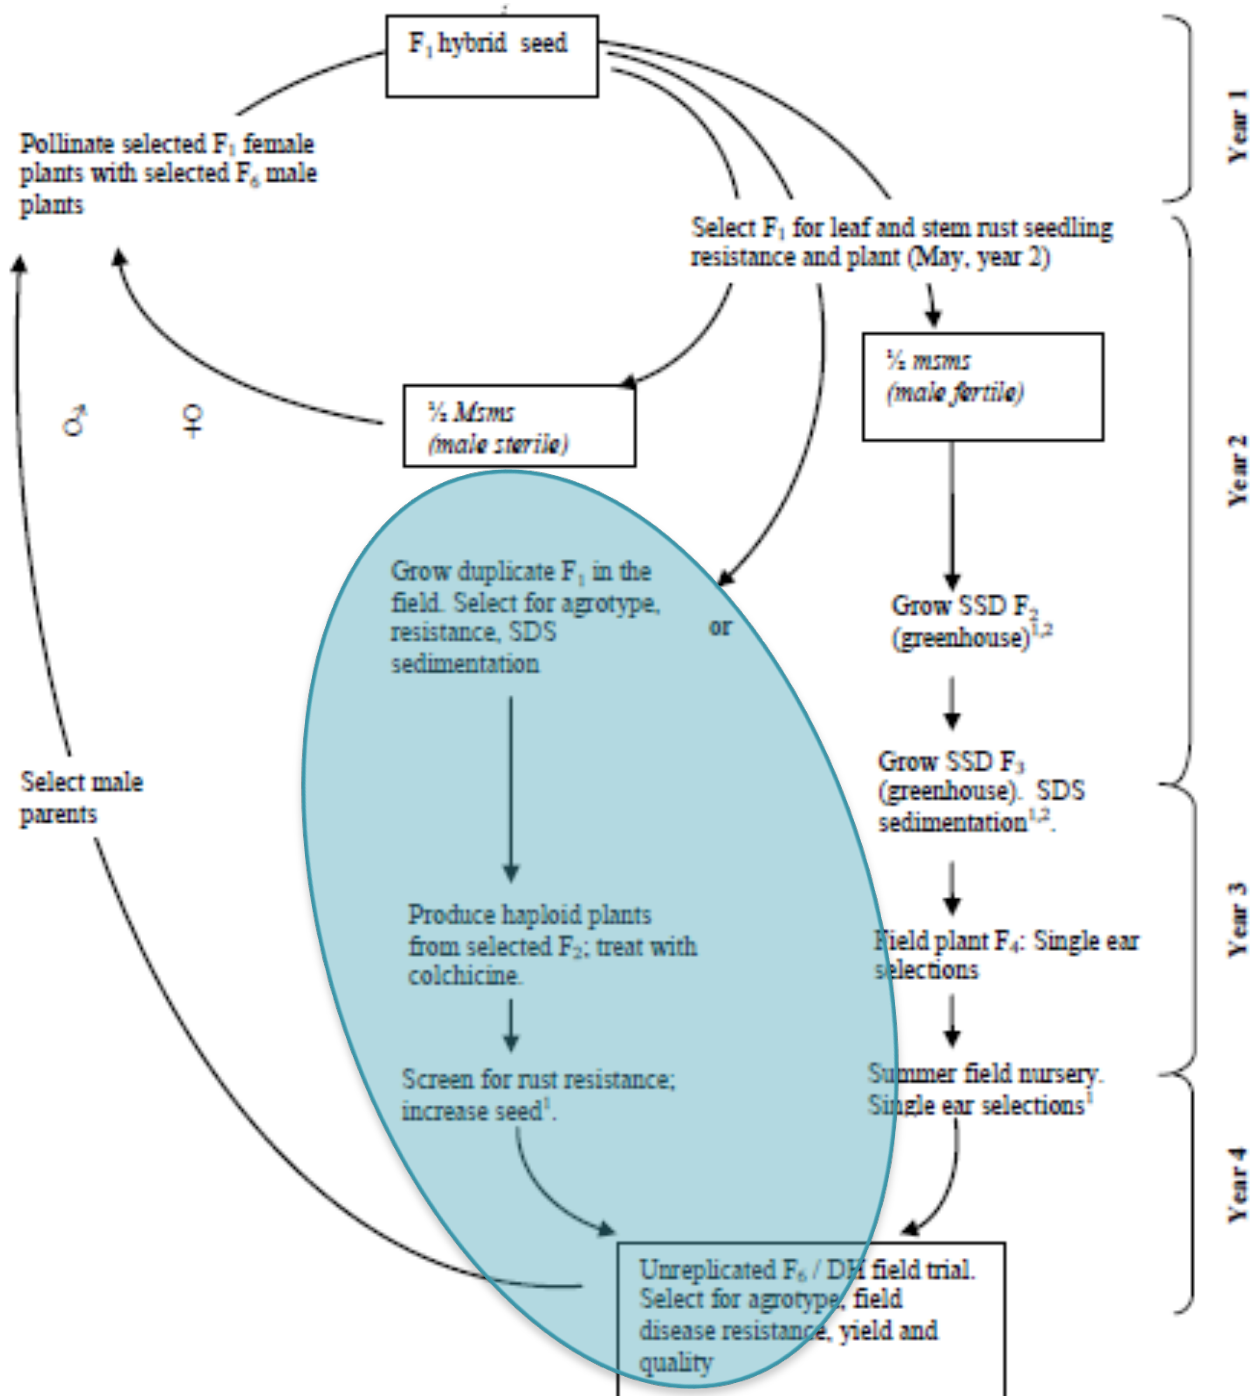 F₁ hybrid seed
Year 1
Pollinate selected F₁ female
plants with selected F₆ male
plants
Select F₁ for leaf and stem rust seedling
resistance and plant (May, year 2)
½ msms
(male fertile)
½ Msms
(male sterile)
♂ ♀
Year 2
Grow duplicate F₁ in the
field. Select for agrotype,
resistance, SDS
sedimentation
or
Grow SSD F₂
(greenhouse)¹,²
Select male
parents
Grow SSD F₃
(greenhouse). SDS
sedimentation¹,².
Year 3
Produce haploid plants
from selected F₂; treat with
colchicine.
Field plant F₄: Single ear
selections
Screen for rust resistance;
increase seed¹.
Summer field nursery.
Single ear selections¹
Year 4
Unreplicated F₆ / DH field trial.
Select for agrotype, field
disease resistance, yield and
quality